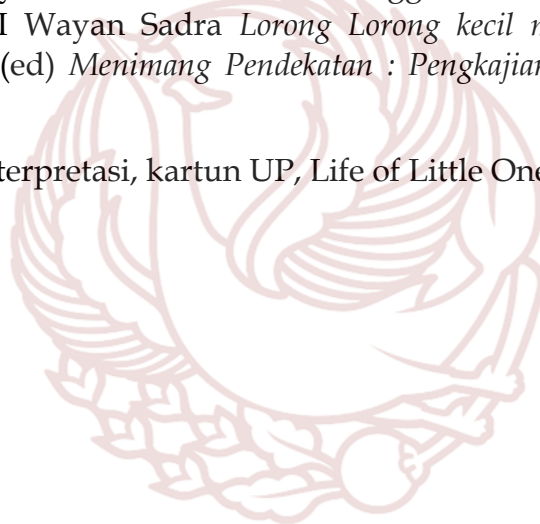 I Wayan Sadra Lorong Lorong kecil
(ed) Menimang Pendekatan : Pengkajian
terpretasi, kartun UP, Life of Little One